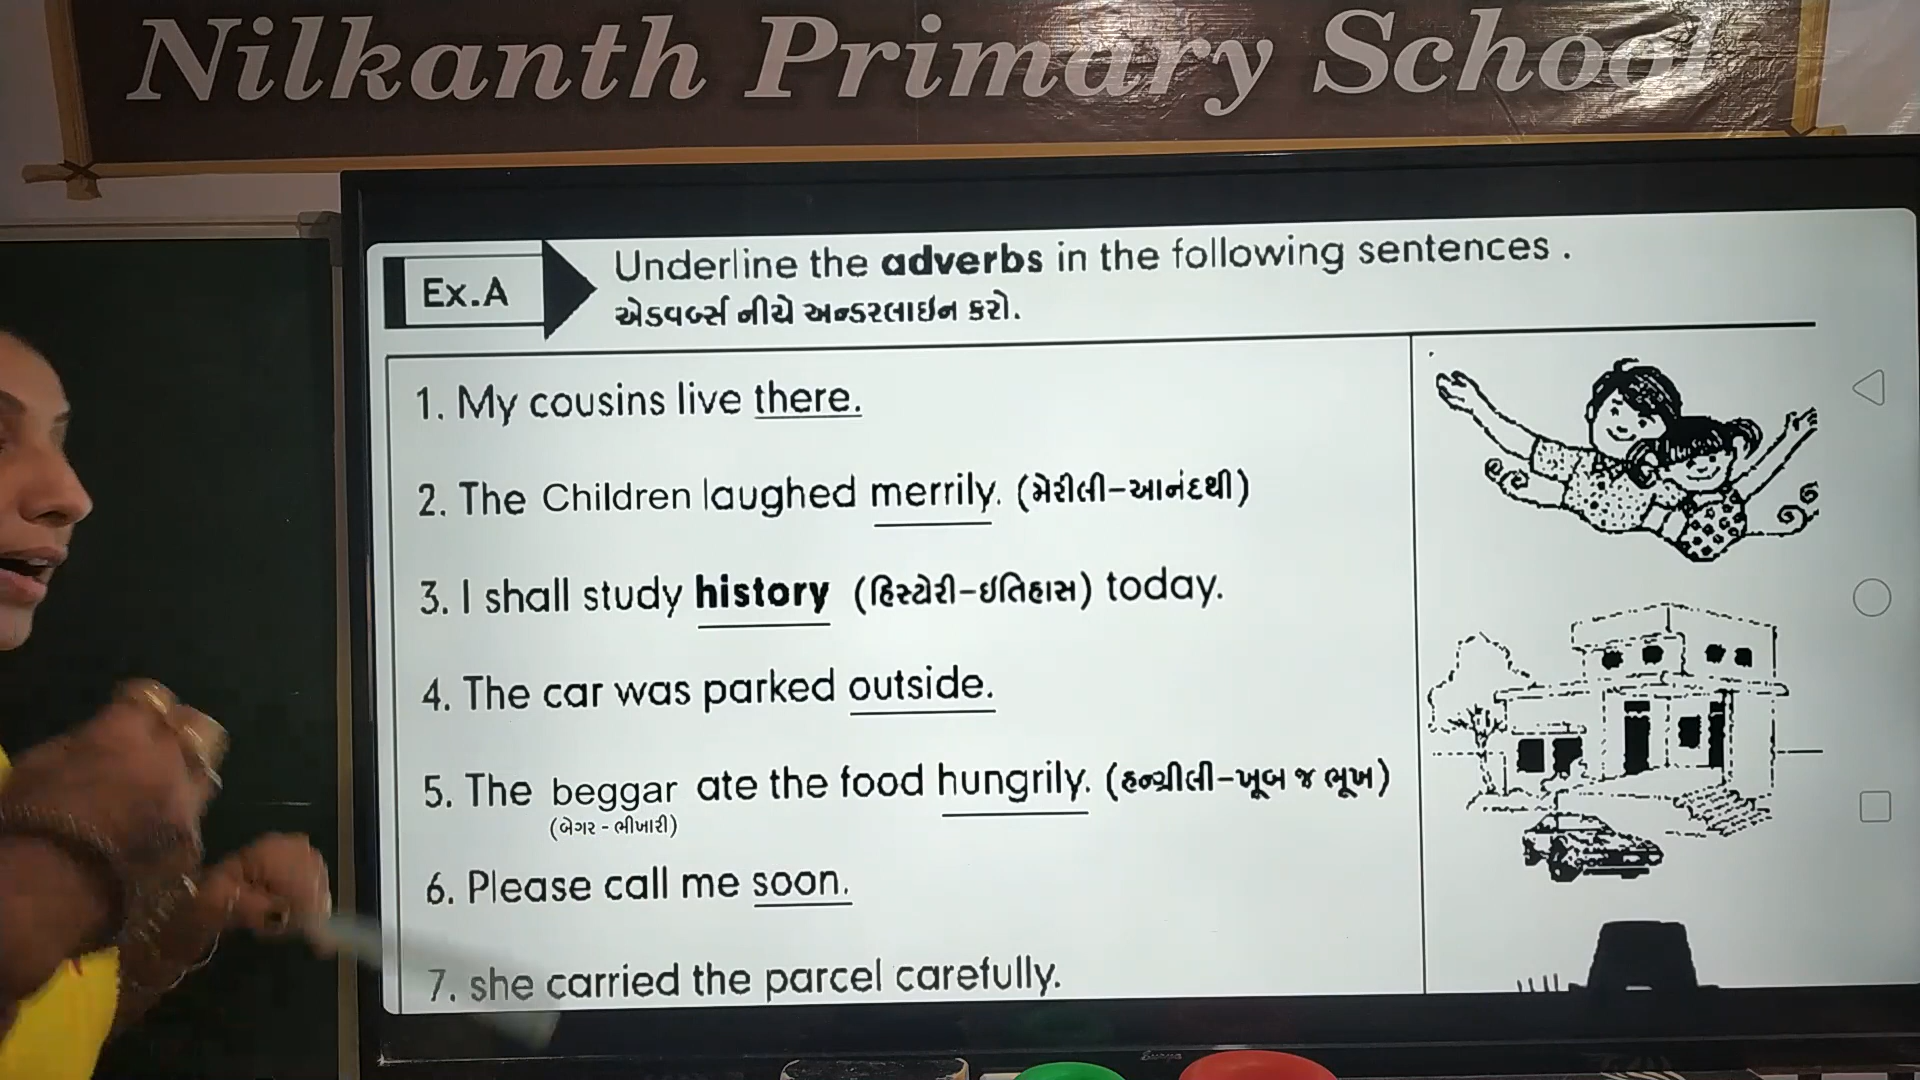 Nilkanth Primary School
Ex.A
Underline the adverbs in the following sentences .
એડવર્બ્સ નીચે અન્ડરલાઇન કરો.
1. My cousins live there.
2. The Children laughed merrily. (મેરીલી-આનંદથી)
3. I shall study history (હિસ્ટોરી-ઇતિહાસ) today.
4. The car was parked outside.
5. The beggar ate the food hungrily. (હન્ગ્રીલી-ખૂબ જ ભૂખ)
(બેગર - ભીખારી)
6. Please call me soon.
7. she carried the parcel carefully.